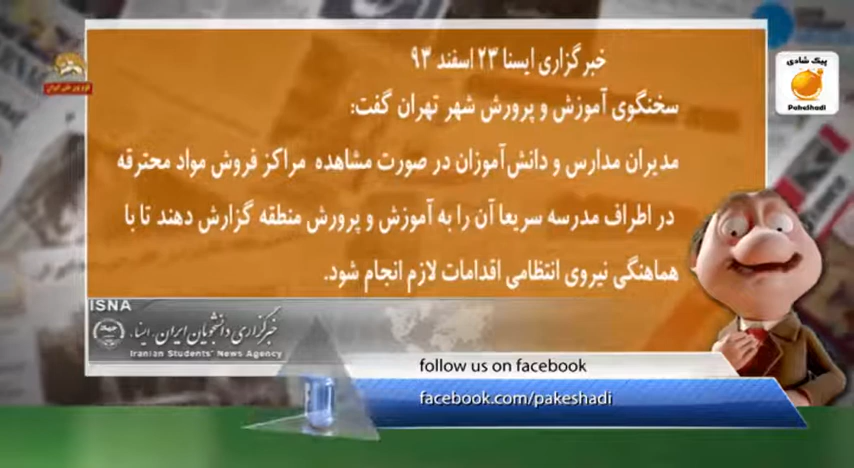 خبرگزاری ایسنا ۲۳ اسفند ۹۳
سخنگوی آموزش و پرورش شهر تهران گفت:
مدیران مدارس و دانش‌آموزان در صورت مشاهده مراکز فروش مواد محترقه
در اطراف مدرسه سریعا آن را به آموزش و پرورش منطقه گزارش دهند تا با
هماهنگی نیروی انتظامی اقدامات لازم انجام شود.
پیک شادی
PakeShadi
ISNA
خبرگزاری دانشجویان ایران، ایسنا،
Iranian Students' News Agency
follow us on facebook
facebook.com/pakeshadi